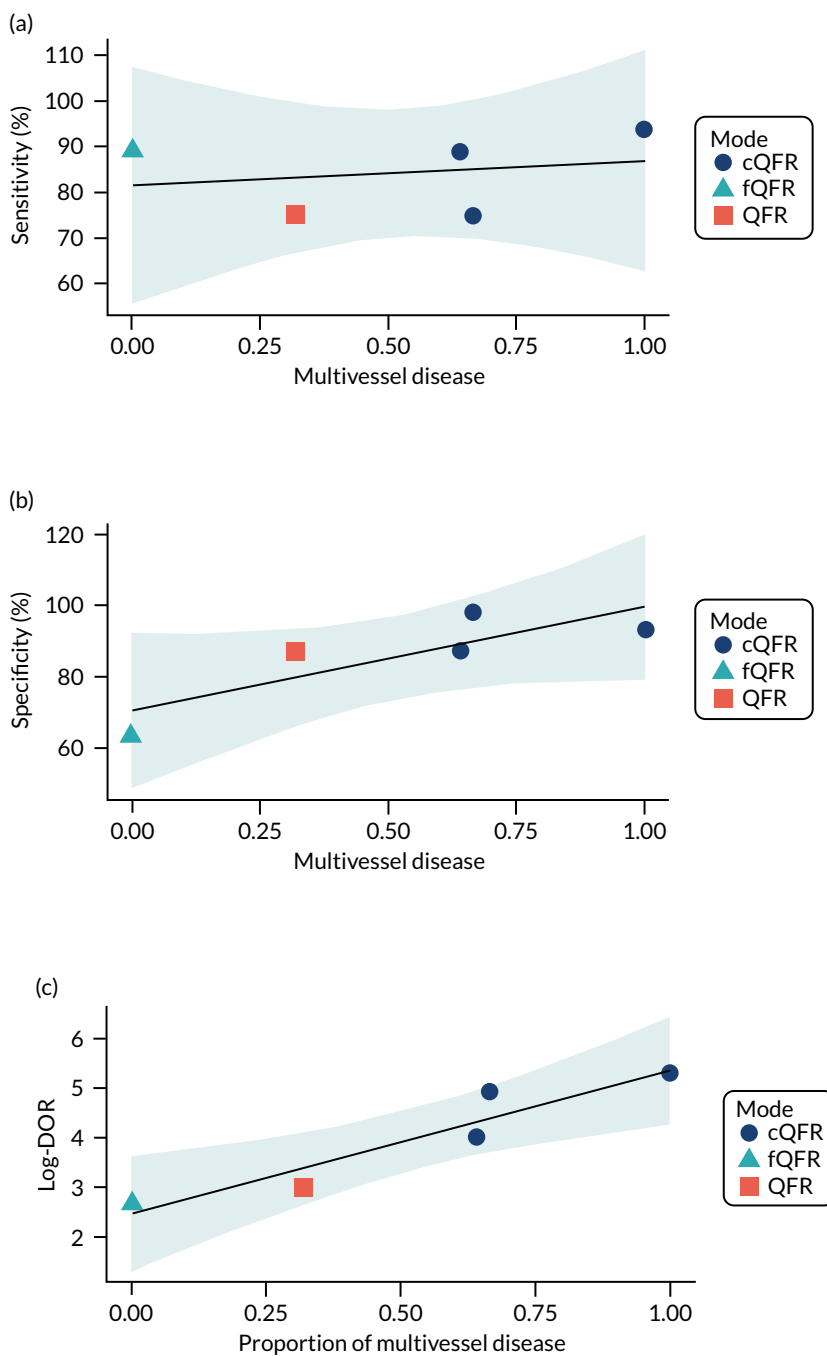 (a)
110
100
90
80
70
60
Sensitivity (%)
0.00 0.25 0.50 0.75 1.00
Multivessel disease
Mode
cQFR
fQFR
QFR
(b)
120
100
80
60
Specificity (%)
0.00 0.25 0.50 0.75 1.00
Multivessel disease
Mode
cQFR
fQFR
QFR
(c)
6
5
4
3
2
Log-DOR
0.00 0.25 0.50 0.75 1.00
Proportion of multivessel disease
Mode
cQFR
fQFR
QFR